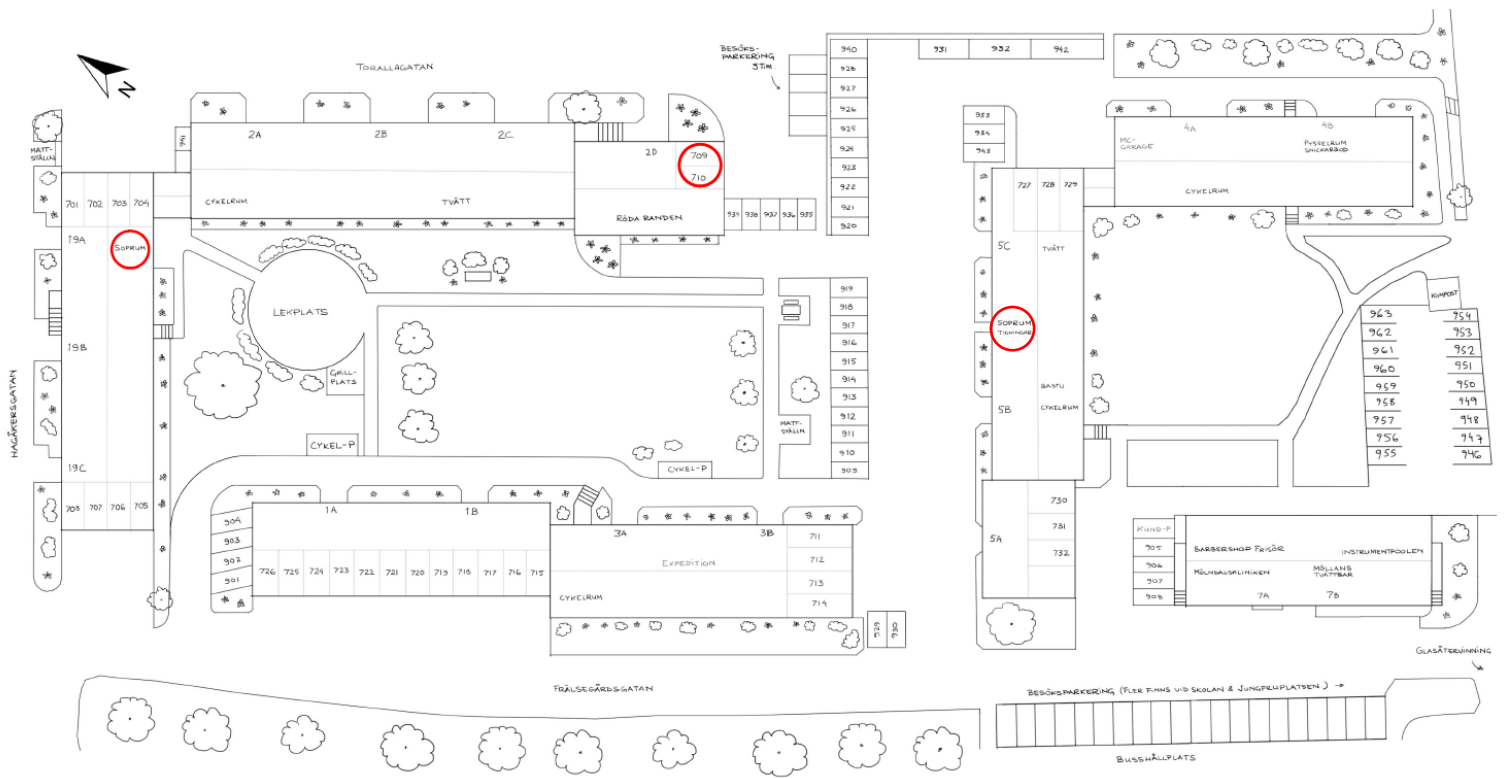 BESÖKS-
PARKERING
3 TIM.
TORALLAGATAN
N
940
928
927
926
925
924
923
922
921
920
931
932
942
933
934
943
4A
4B
MC-
GARAGE
PYSSELRUM
SNICKARBOD
CYKELRUM
MATT-
STÄLLN
941
2A
2B
2C
2D
709
710
CYKELRUM
TVÄTT
RÖDA RANDEN
939
938
937
936
935
701
702
703
704
19A
SOPRUM
19B
19C
708
707
706
705
HAGÅKERSGATAN
LEKPLATS
GRILL-
PLATS
CYKEL-P
CYKEL-P
MATT-
STÄLLN
919
918
917
916
915
914
913
912
911
910
909
727
728
729
5C
TVÄTT
SOPRUM
TIDNINGAR
BASTU
5B
CYKELRUM
730
731
732
5A
KOMPOST
963
962
961
960
959
958
957
956
955
954
953
952
951
950
949
948
947
946
904
903
902
901
1A
1B
726
725
724
723
722
721
720
719
718
717
716
715
3A
3B
EXPEDITION
CYKELRUM
711
712
713
714
929
930
KUND-P
905
906
907
908
BARBERSHOP FRISÖR
INSTRUMENTPOOLEN
MÖLNDALSKLINIKEN
MÖLLANS
TVÄTTBAR
7A
7B
GLASÅTERVINNING
FRÄLSEGÅRDSGATAN
BESÖKSPARKERING (FLER FINNS VID SKOLAN & JUNGFRUPLATSEN) →
BUSSHÅLLPLATS